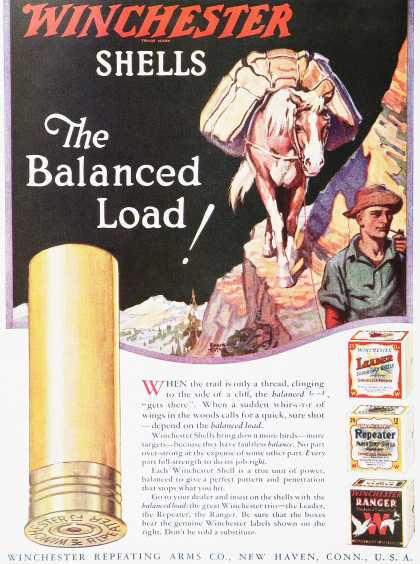 WINCHESTER
TRADE MARK
SHELLS
The
Balanced
Load!
WHEN the trail is only a thread, clinging
to the side of a cliff, the balanced
"gets there". When a sudden whir-r-r of
wings in the woods calls for a quick, sure shot
—depend on the balanced load.
Winchester Shells bring down more birds—more
targets—because they have faultless balance. No part
over-strong at the expense of some other part. Every
part full-strength to do its job right.
Each Winchester Shell is a true unit of power,
balanced to give a perfect pattern and penetration
that stops what you hit.
Go to your dealer and insist on the shells with the
balanced load: the great Winchester trio—the Leader,
the Repeater, the Ranger. Be sure that the boxes
bear the genuine Winchester labels shown on the
right. Don't be sold a substitute.
WINCHESTER
LEADER
WINCHESTER
Repeater
PAPER SHOT SHELLS
WINCHESTER
RANGER
W
WINCHESTER REPEATING ARMS CO., NEW HAVEN, CONN., U. S. A.